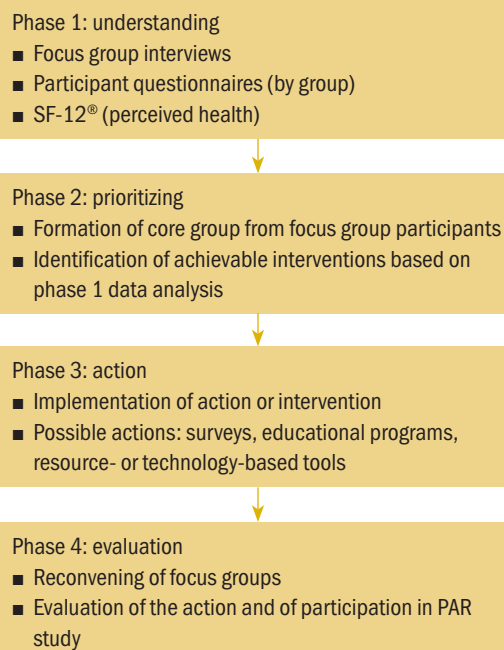 Phase 1: understanding
■ Focus group interviews
■ Participant questionnaires (by group)
■ SF-12® (perceived health)
Phase 2: prioritizing
■ Formation of core group from focus group participants
■ Identification of achievable interventions based on
phase 1 data analysis
Phase 3: action
■ Implementation of action or intervention
■ Possible actions: surveys, educational programs,
resource- or technology-based tools
Phase 4: evaluation
■ Reconvening of focus groups
■ Evaluation of the action and of participation in PAR
study